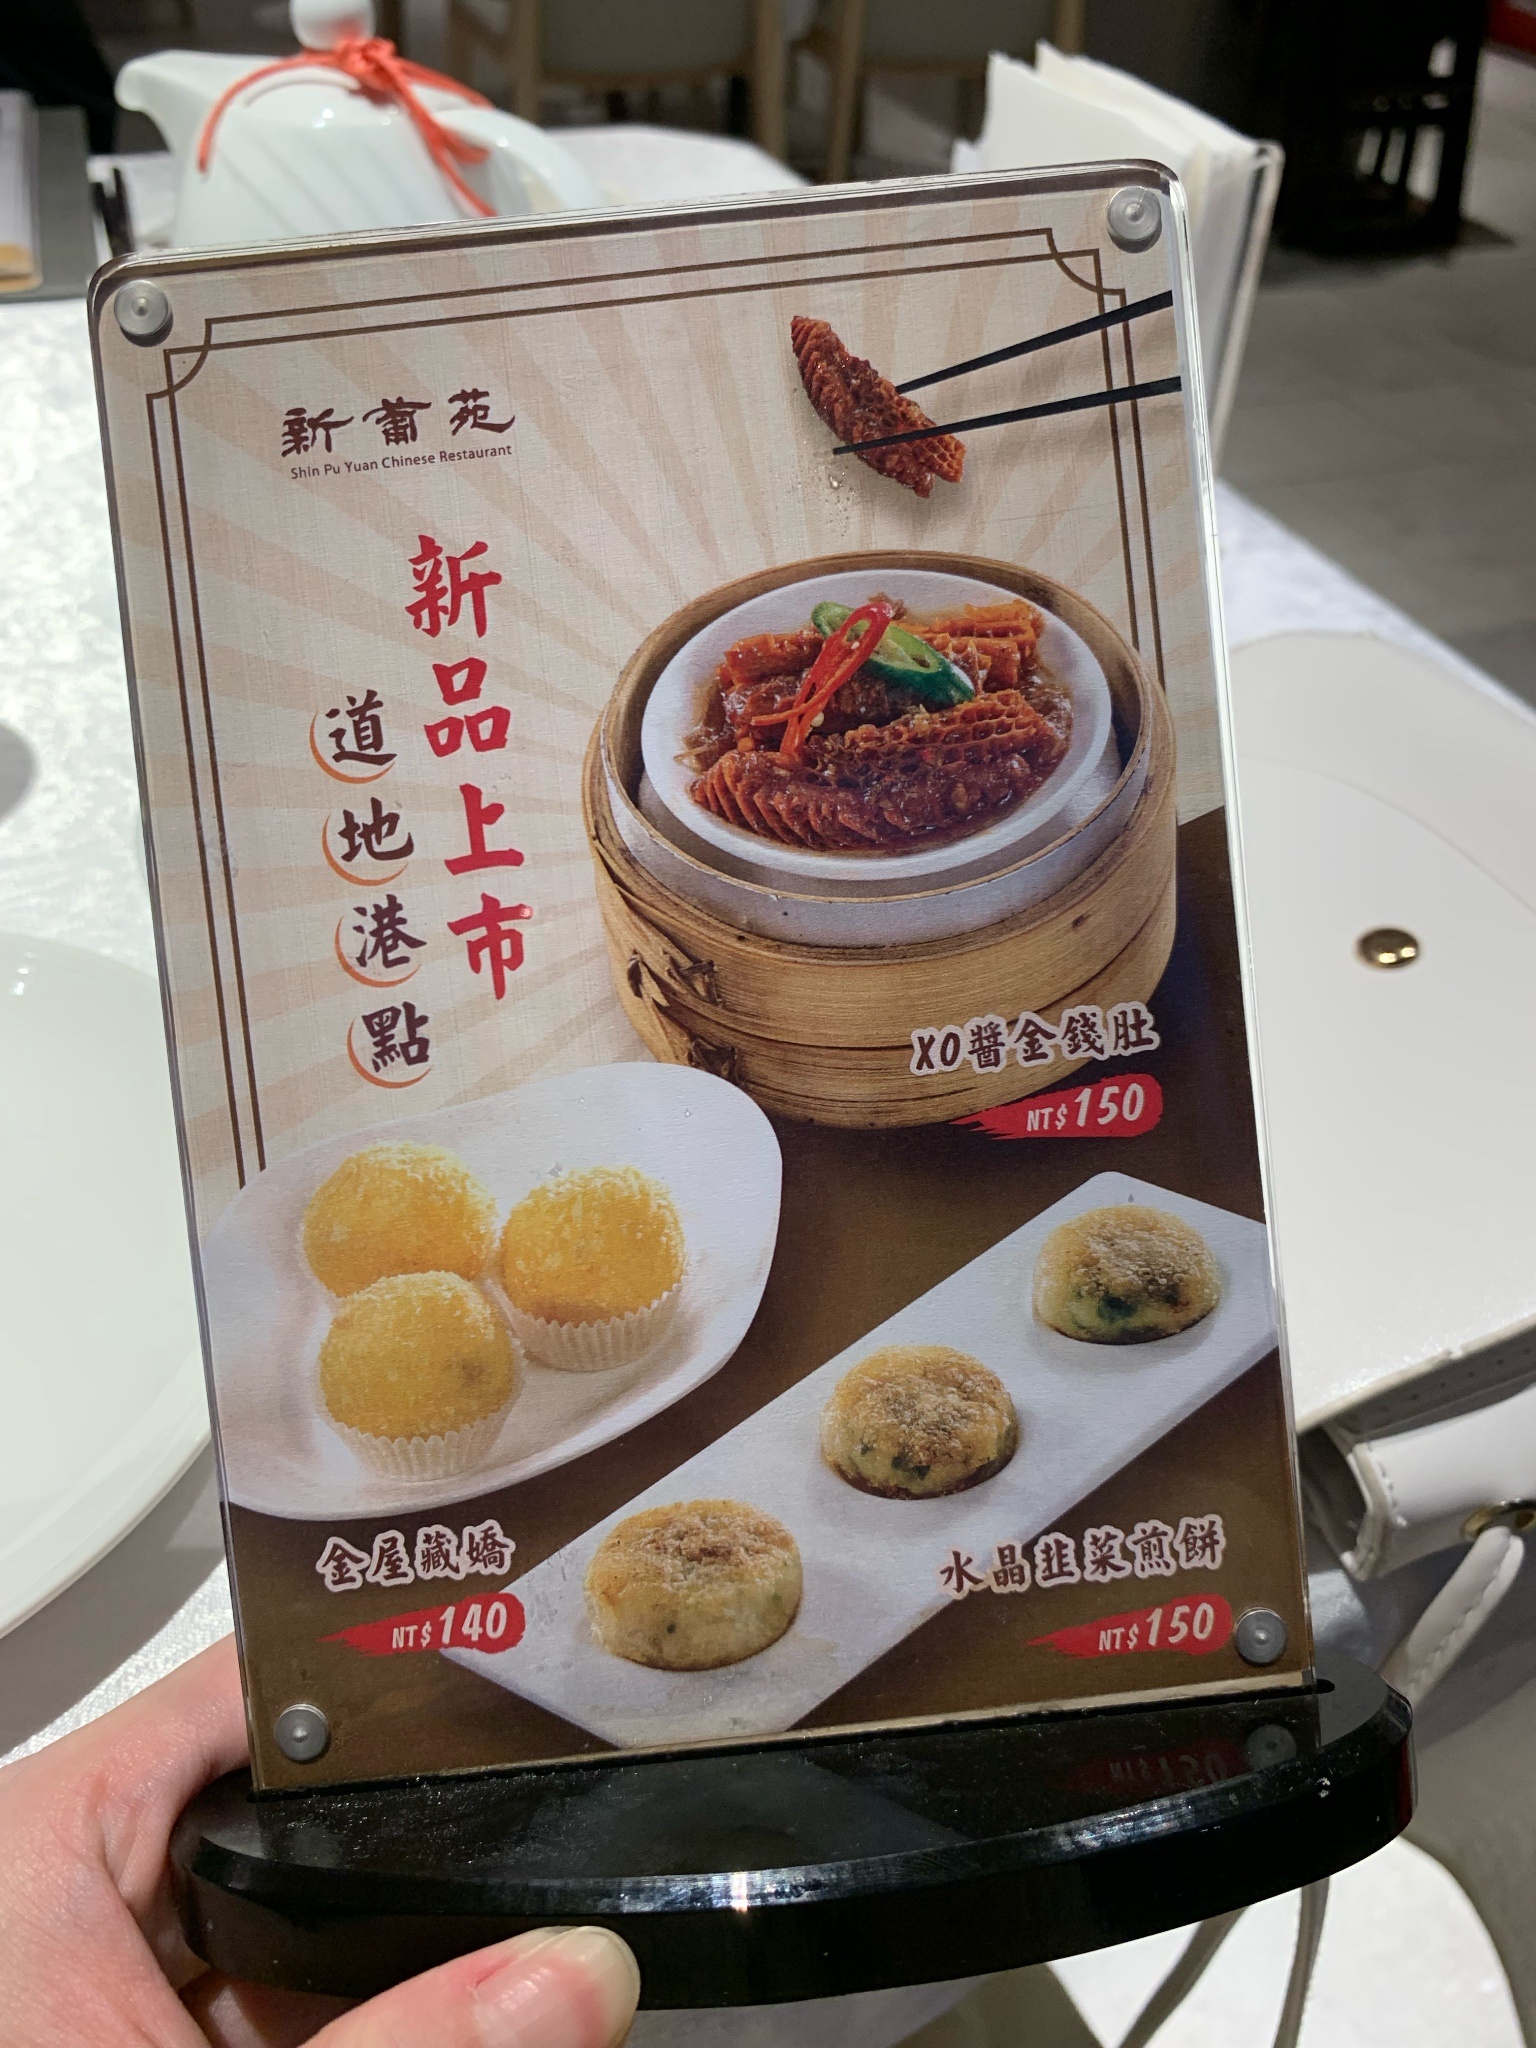 新葡苑
Shin Pu Yuan Chinese Restaurant
新品上市
道地港點
XO醬金錢肚
NT$150
金屋藏嬌
NT$140
水晶韭菜煎餅
NT$150